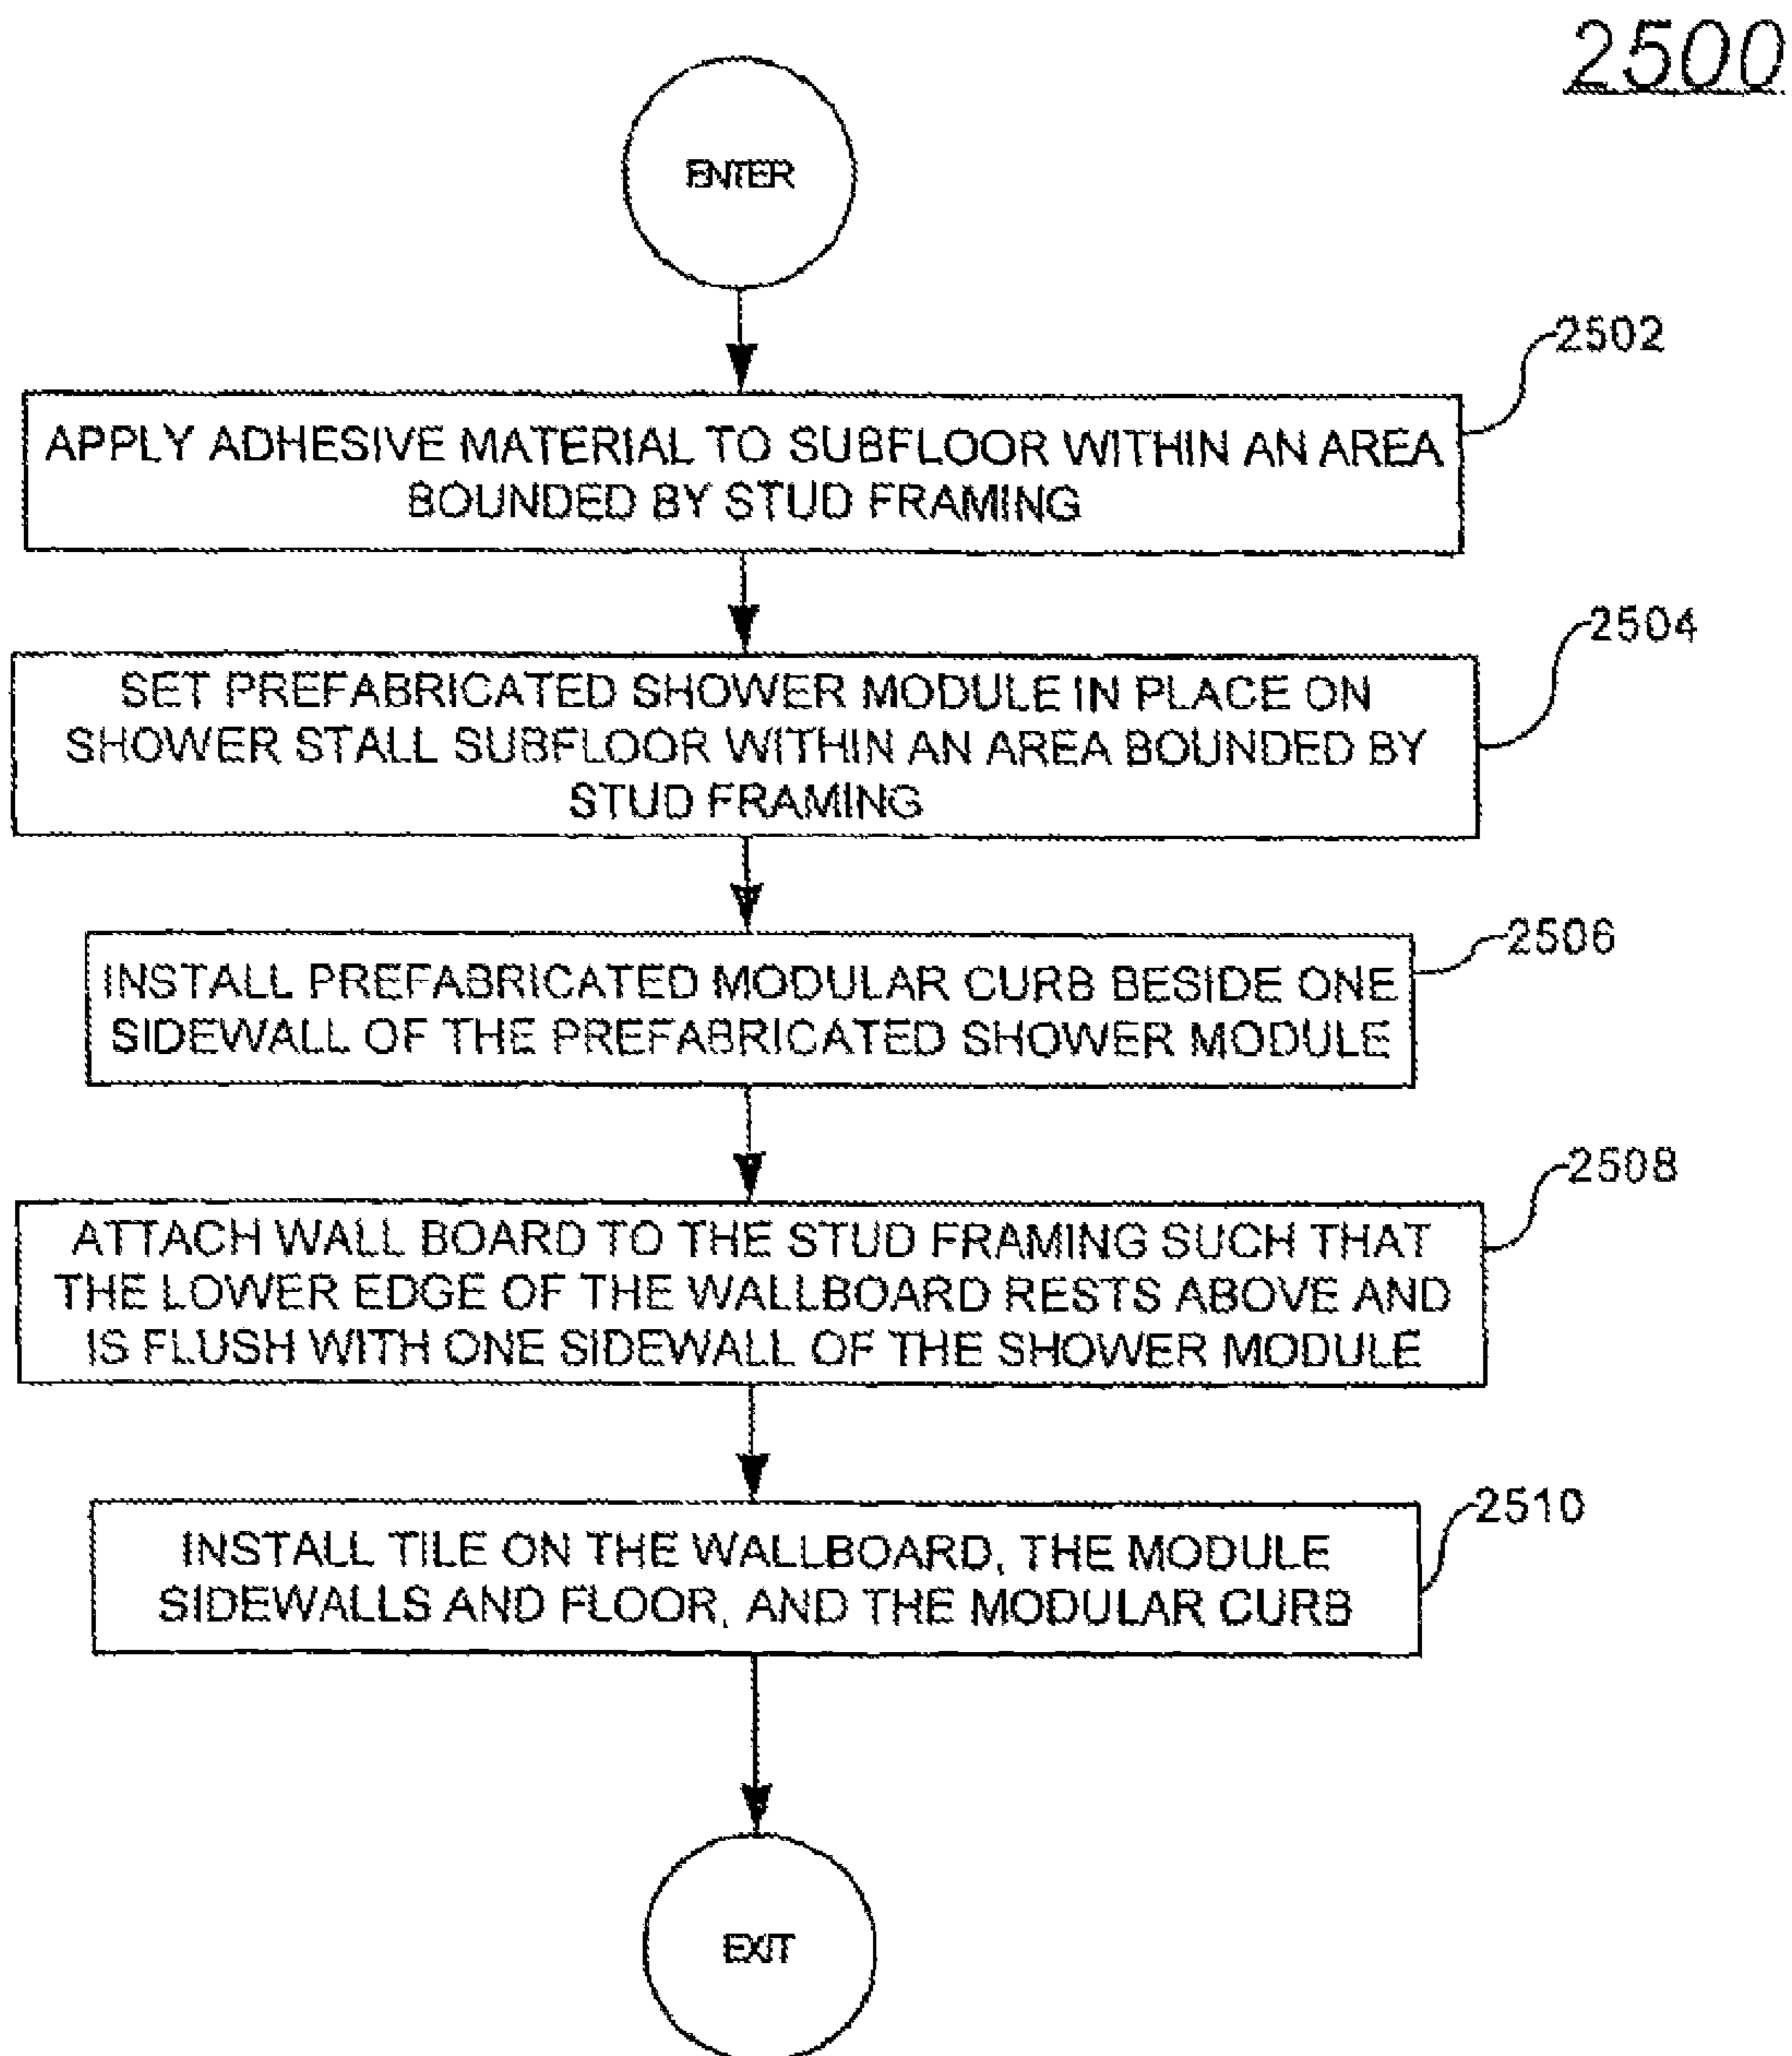 2500
ENTER
2502
APPLY ADHESIVE MATERIAL TO SUBFLOOR WITHIN AN AREA
BOUNDED BY STUD FRAMING
2504
SET PREFABRICATED SHOWER MODULE IN PLACE ON
SHOWER STALL SUBFLOOR WITHIN AN AREA BOUNDED BY
STUD FRAMING
2506
INSTALL PREFABRICATED MODULAR CURB BESIDE ONE
SIDEWALL OF THE PREFABRICATED SHOWER MODULE
2508
ATTACH WALL BOARD TO THE STUD FRAMING SUCH THAT
THE LOWER EDGE OF THE WALLBOARD RESTS ABOVE AND
IS FLUSH WITH ONE SIDEWALL OF THE SHOWER MODULE
2510
INSTALL TILE ON THE WALLBOARD, THE MODULE
SIDEWALLS AND FLOOR, AND THE MODULAR CURB
EXIT